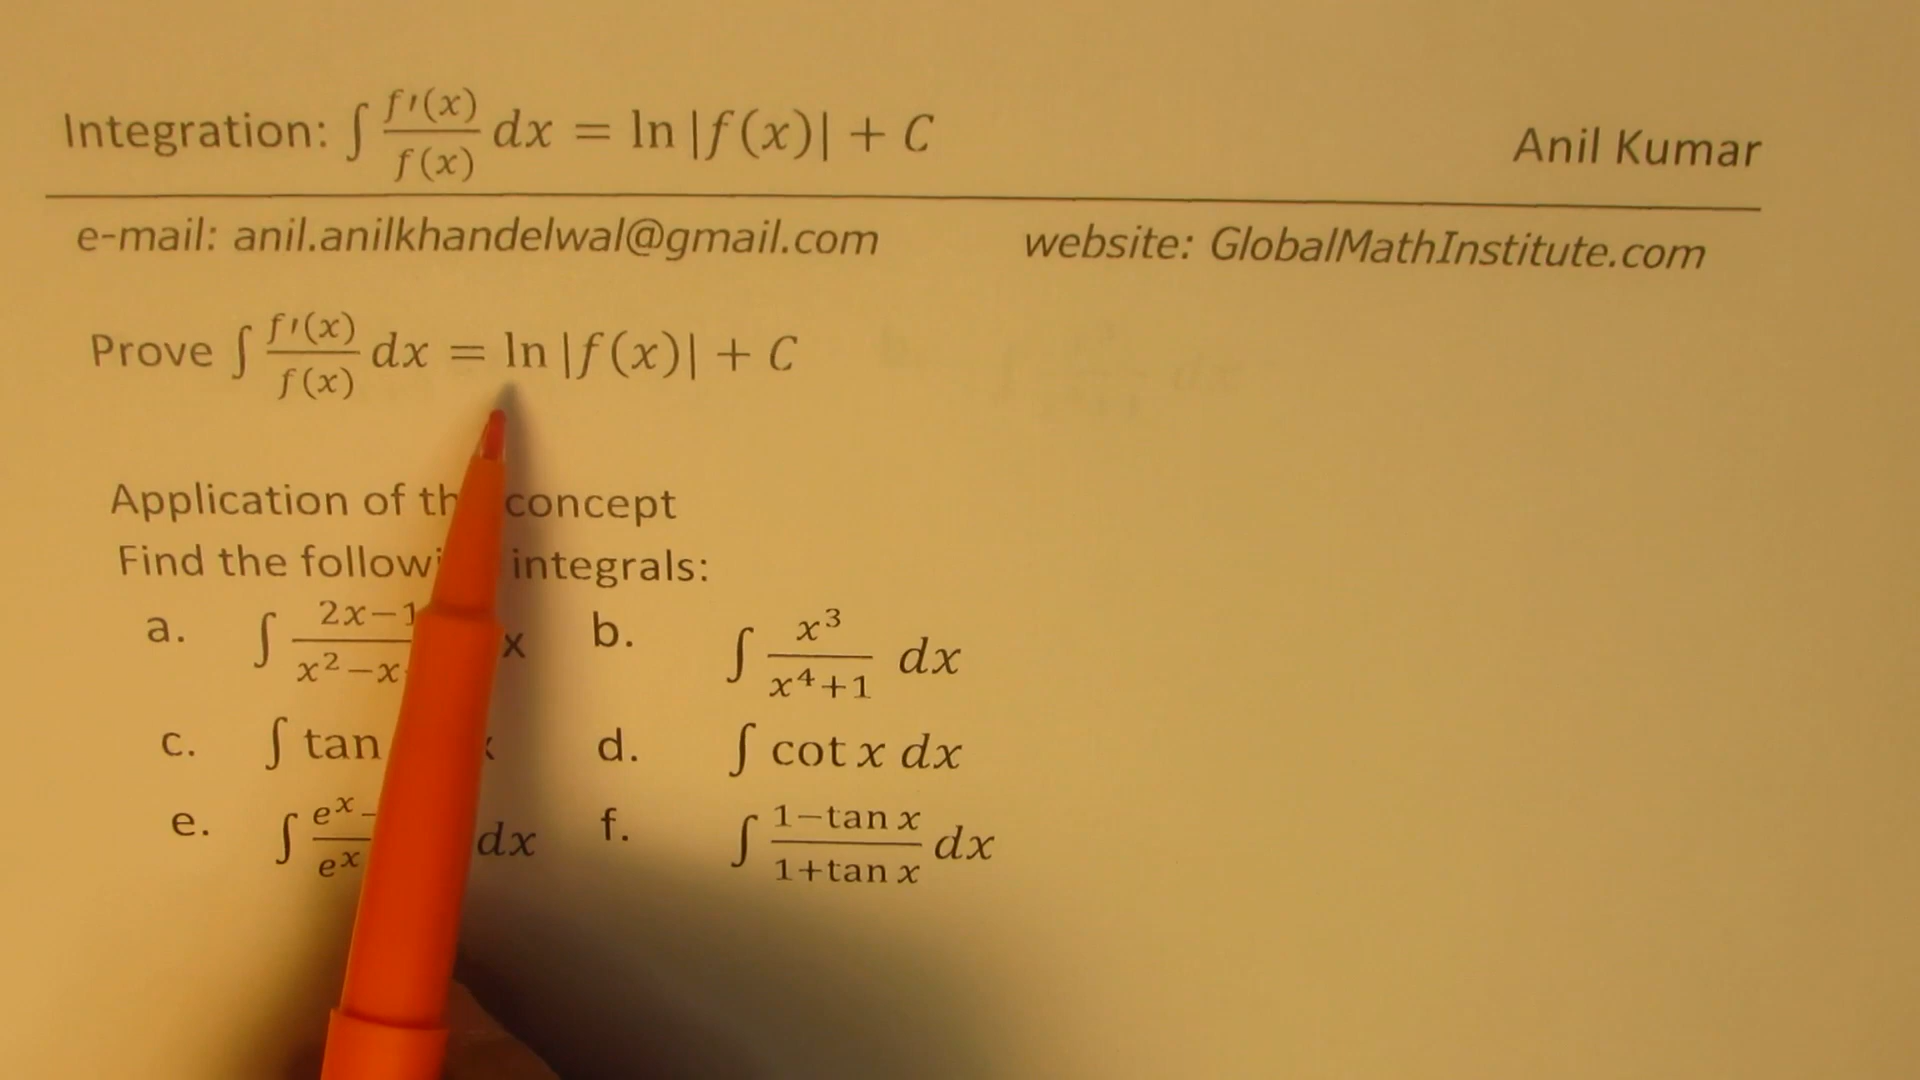 Integration: ∫ f′(x)/f(x) dx = ln |f(x)| + C
Anil Kumar
e-mail: anil.anilkhandelwal@gmail.com
website: GlobalMathInstitute.com
Prove ∫ f′(x)/f(x) dx = ln |f(x)| + C
Application of concept
Find the integrals:
a. ∫ 2x−1 / x²−x x b. ∫ x³/(x⁴+1) dx
c. ∫ tan d. ∫ cot x dx
e. ∫ eˣ− / eˣ dx f. ∫ (1−tan x)/(1+tan x) dx